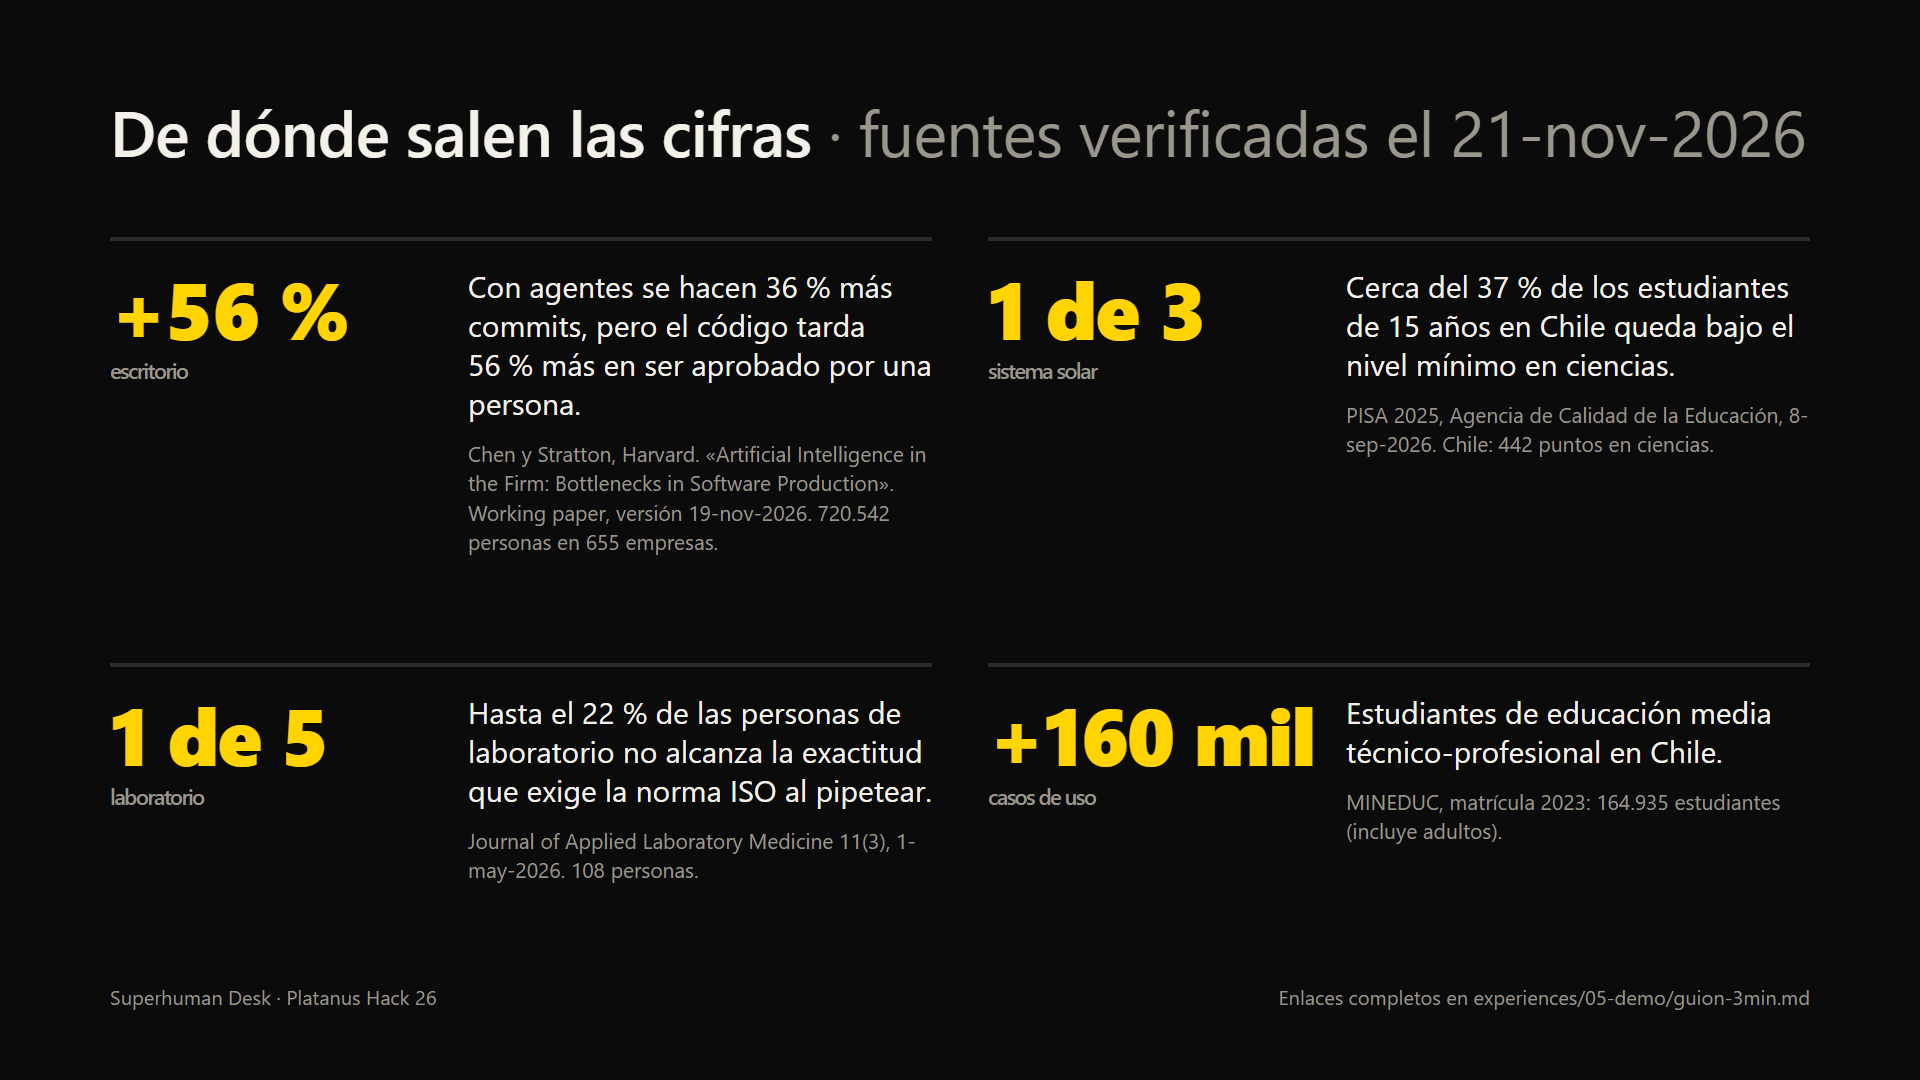 De dónde salen las cifras · fuentes verificadas el 21-nov-2026
+56 %
escritorio
Con agentes se hacen 36 % más
commits, pero el código tarda
56 % más en ser aprobado por una
persona.
Chen y Stratton, Harvard. «Artificial Intelligence in
the Firm: Bottlenecks in Software Production».
Working paper, versión 19-nov-2026. 720.542
personas en 655 empresas.
1 de 3
sistema solar
Cerca del 37 % de los estudiantes
de 15 años en Chile queda bajo el
nivel mínimo en ciencias.
PISA 2025, Agencia de Calidad de la Educación, 8-
sep-2026. Chile: 442 puntos en ciencias.
1 de 5
laboratorio
Hasta el 22 % de las personas de
laboratorio no alcanza la exactitud
que exige la norma ISO al pipetear.
Journal of Applied Laboratory Medicine 11(3), 1-
may-2026. 108 personas.
+160 mil
casos de uso
Estudiantes de educación media
técnico-profesional en Chile.
MINEDUC, matrícula 2023: 164.935 estudiantes
(incluye adultos).
Superhuman Desk · Platanus Hack 26
Enlaces completos en experiences/05-demo/guion-3min.md